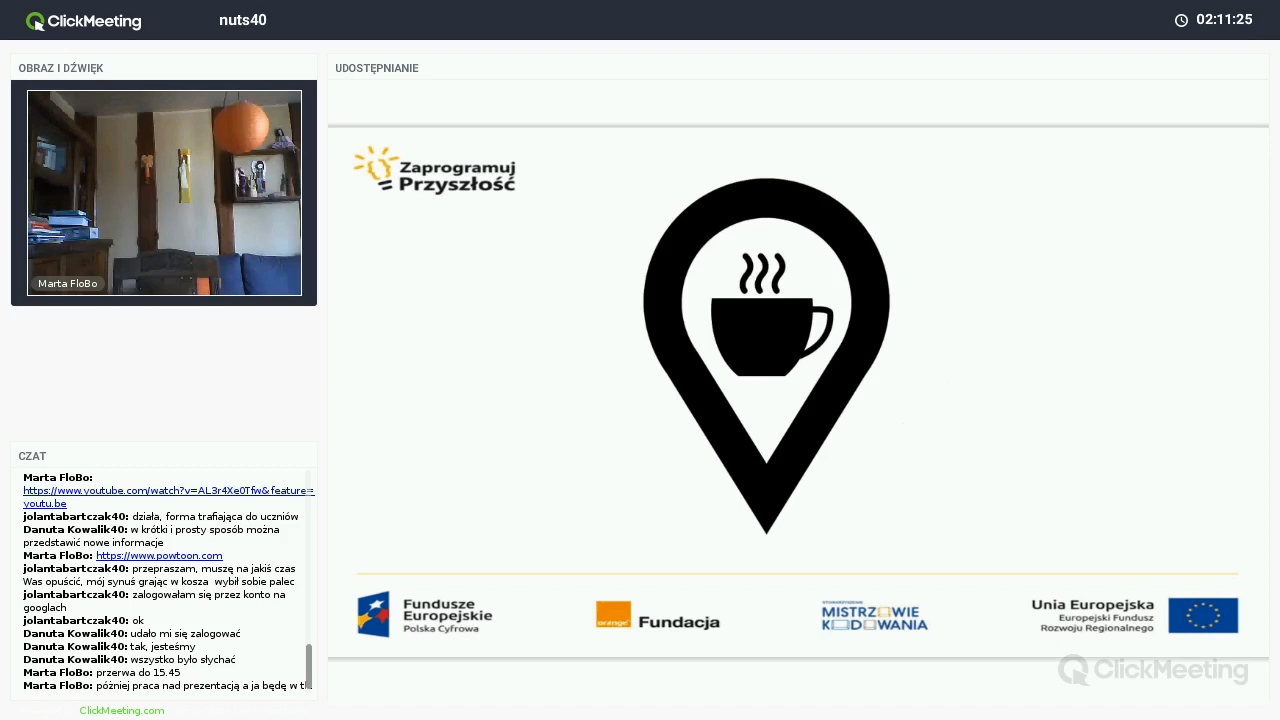 ClickMeeting
nuts40
02:11:25
OBRAZ I DŹWIĘK
Marta FloBo
UDOSTĘPNIANIE
Zaprogramuj
Przyszłość
Fundusze
Europejskie
Polska Cyfrowa
orange
Fundacja
STOWARZYSZENIE
MISTRZOWIE
KODOWANIA
Unia Europejska
Europejski Fundusz
Rozwoju Regionalnego
ClickMeeting
CZAT
Marta FloBo:
https://www.youtube.com/watch?v=AL3r4Xe0Tfw&feature=
youtu.be
jolantabartczak40: działa, forma trafiająca do uczniów
Danuta Kowalik40: w krótki i prosty sposób można
przedstawić nowe informacje
Marta FloBo: https://www.powtoon.com
jolantabartczak40: przepraszam, muszę na jakiś czas
Was opuścić, mój synuś grając w kosza wybił sobie palec
jolantabartczak40: zalogowałam się przez konto na
googlach
jolantabartczak40: ok
Danuta Kowalik40: udało mi się zalogować
Danuta Kowalik40: tak, jesteśmy
Danuta Kowalik40: wszystko było słychać
Marta FloBo: przerwa do 15.45
Marta FloBo: później praca nad prezentacją a ja będę w
ClickMeeting.com